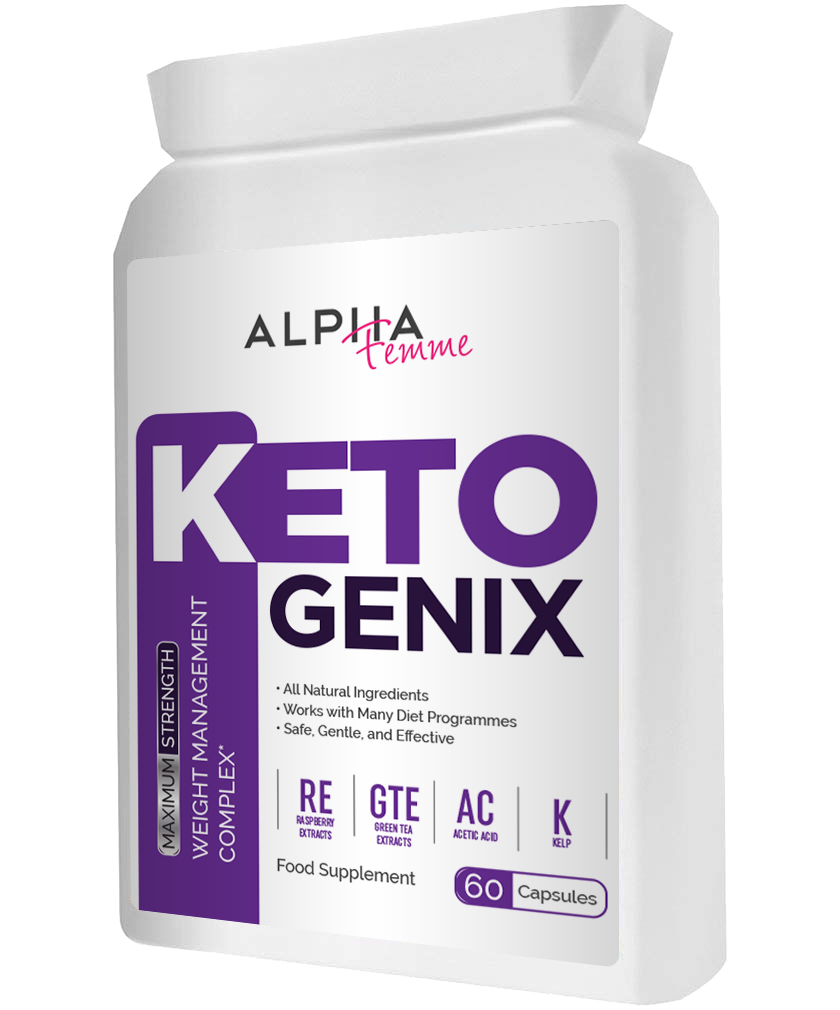 ALPHA
Femme
KETO
GENIX
MAXIMUM STRENGTH
WEIGHT MANAGEMENT
COMPLEX*
• All Natural Ingredients
• Works with Many Diet Programmes
• Safe, Gentle, and Effective
RE
RASPBERRY
EXTRACTS
GTE
GREEN TEA
EXTRACTS
AC
ACETIC ACID
K
KELP
Food Supplement
60 Capsules